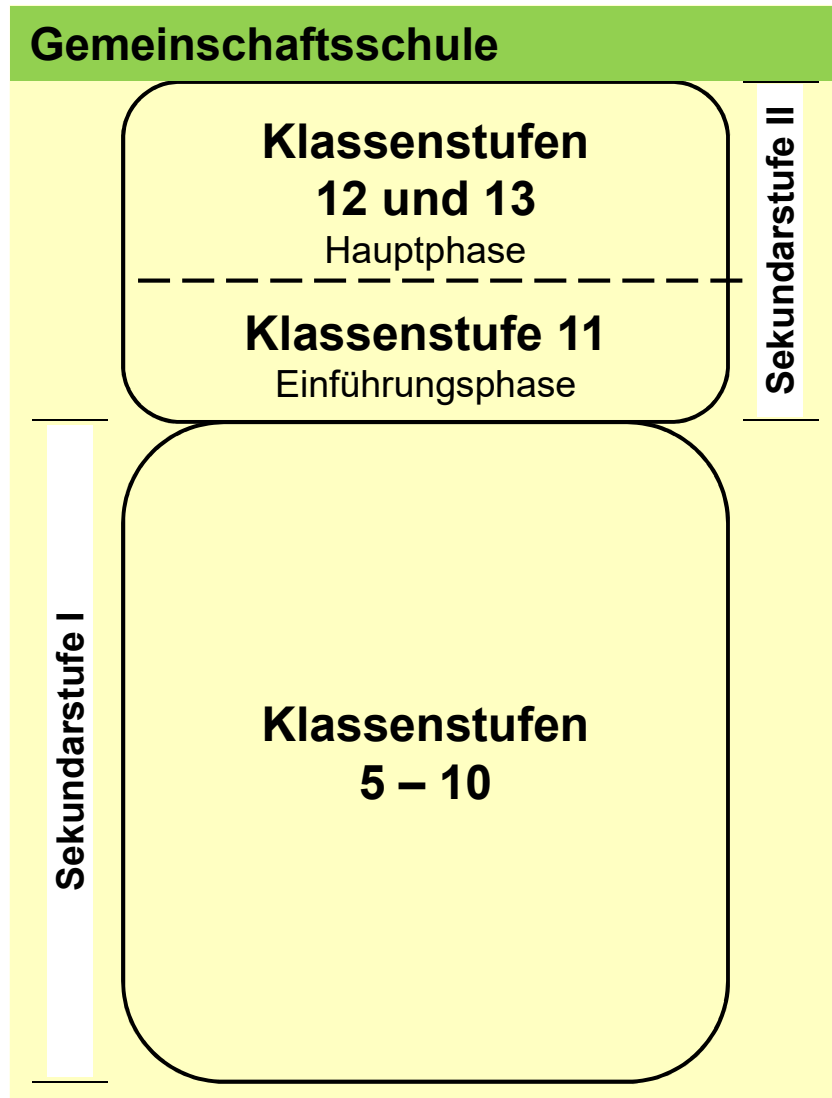 Gemeinschaftsschule
Klassenstufen
12 und 13
Hauptphase
Klassenstufe 11
Einführungsphase
Sekundarstufe II
Klassenstufen
5 – 10
Sekundarstufe I